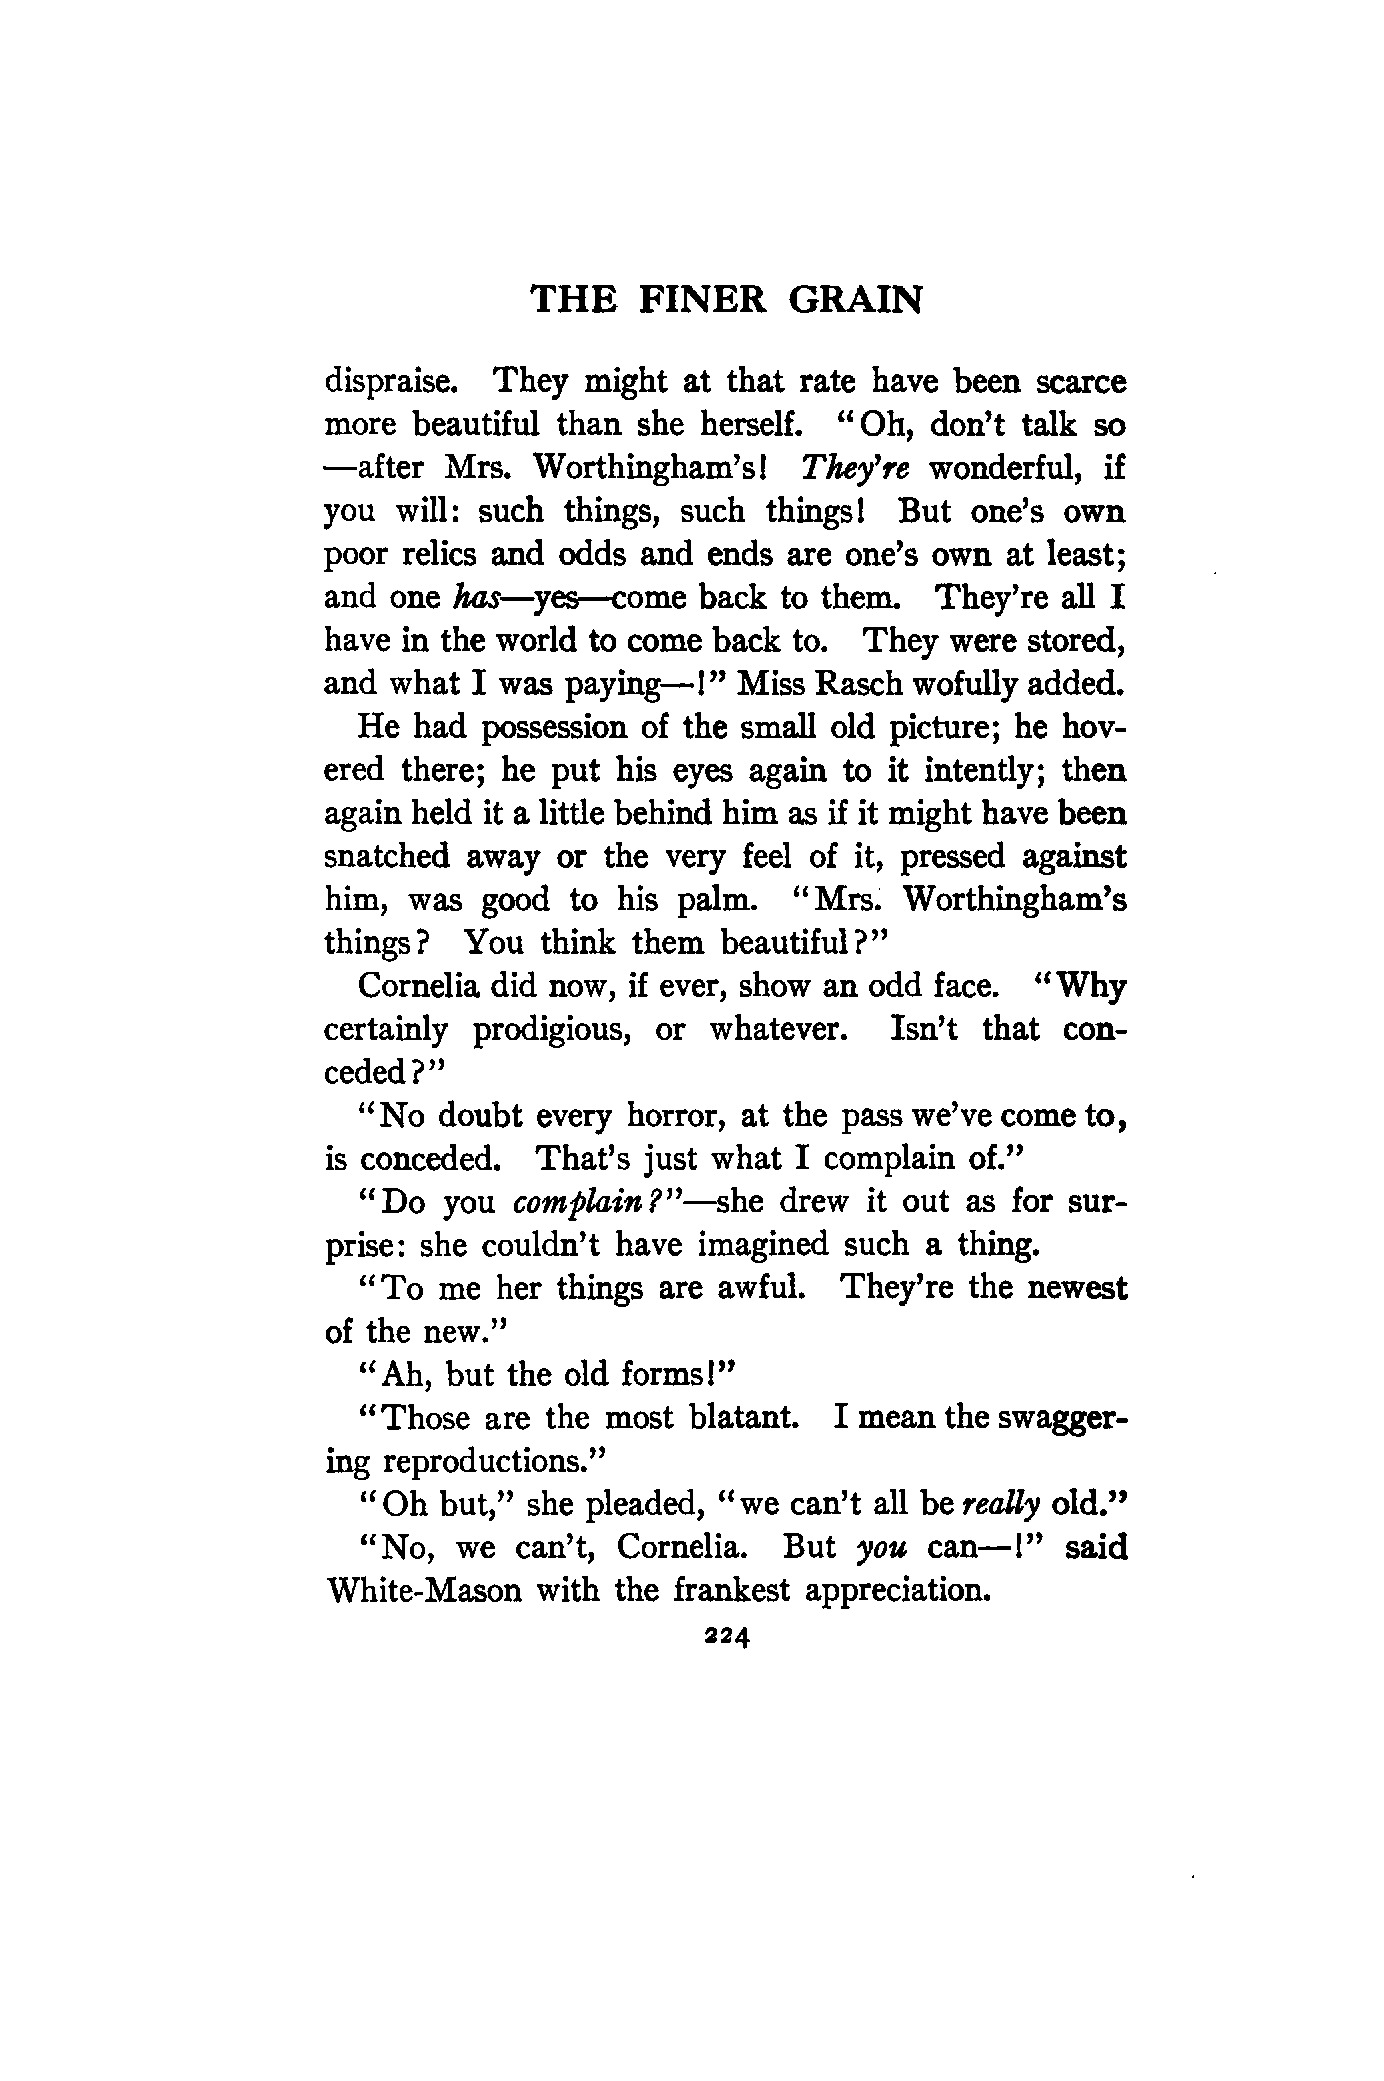 THE FINER GRAIN
dispraise. They might at that rate have been scarce
more beautiful than she herself. "Oh, don't talk so
—after Mrs. Worthingham's! They're wonderful, if
you will: such things, such things! But one's own
poor relics and odds and ends are one's own at least;
and one has—yes—come back to them. They're all I
have in the world to come back to. They were stored,
and what I was paying—!" Miss Rasch wofully added.
He had possession of the small old picture; he hov-
ered there; he put his eyes again to it intently; then
again held it a little behind him as if it might have been
snatched away or the very feel of it, pressed against
him, was good to his palm. "Mrs. Worthingham's
things? You think them beautiful?"
Cornelia did now, if ever, show an odd face. "Why
certainly prodigious, or whatever. Isn't that con-
ceded?"
"No doubt every horror, at the pass we've come to,
is conceded. That's just what I complain of."
"Do you complain?"—she drew it out as for sur-
prise: she couldn't have imagined such a thing.
"To me her things are awful. They're the newest
of the new."
"Ah, but the old forms!"
"Those are the most blatant. I mean the swagger-
ing reproductions."
"Oh but," she pleaded, "we can't all be really old."
"No, we can't, Cornelia. But you can—!" said
White-Mason with the frankest appreciation.
224